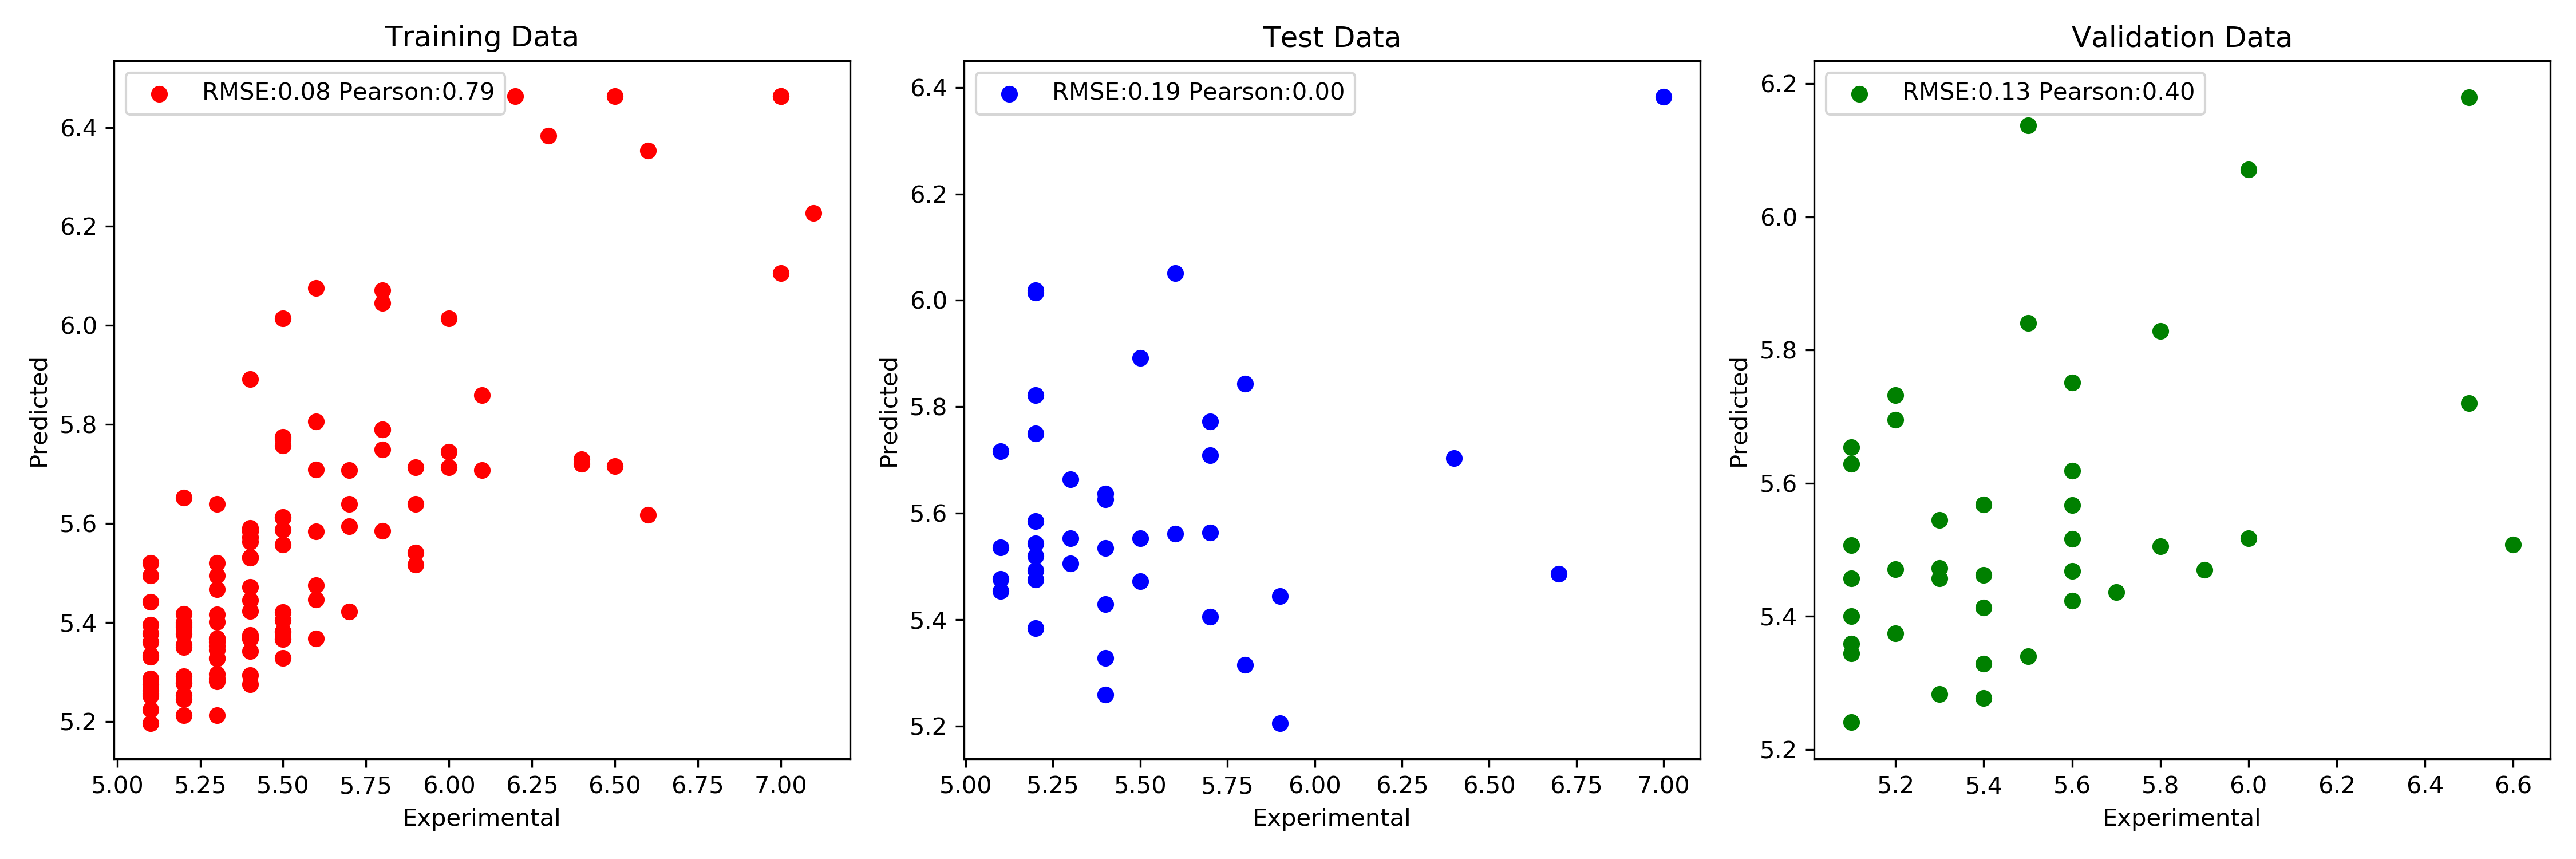 Training Data
RMSE:0.08 Pearson:0.79
6.4
6.2
6.0
5.8
5.6
5.4
5.2
Predicted
5.00 5.25 5.50 5.75 6.00 6.25 6.50 6.75 7.00
Experimental
Test Data
RMSE:0.19 Pearson:0.00
6.4
6.2
6.0
5.8
5.6
5.4
5.2
Predicted
5.00 5.25 5.50 5.75 6.00 6.25 6.50 6.75 7.00
Experimental
Validation Data
RMSE:0.13 Pearson:0.40
6.2
6.0
5.8
5.6
5.4
5.2
Predicted
5.2 5.4 5.6 5.8 6.0 6.2 6.4 6.6
Experimental